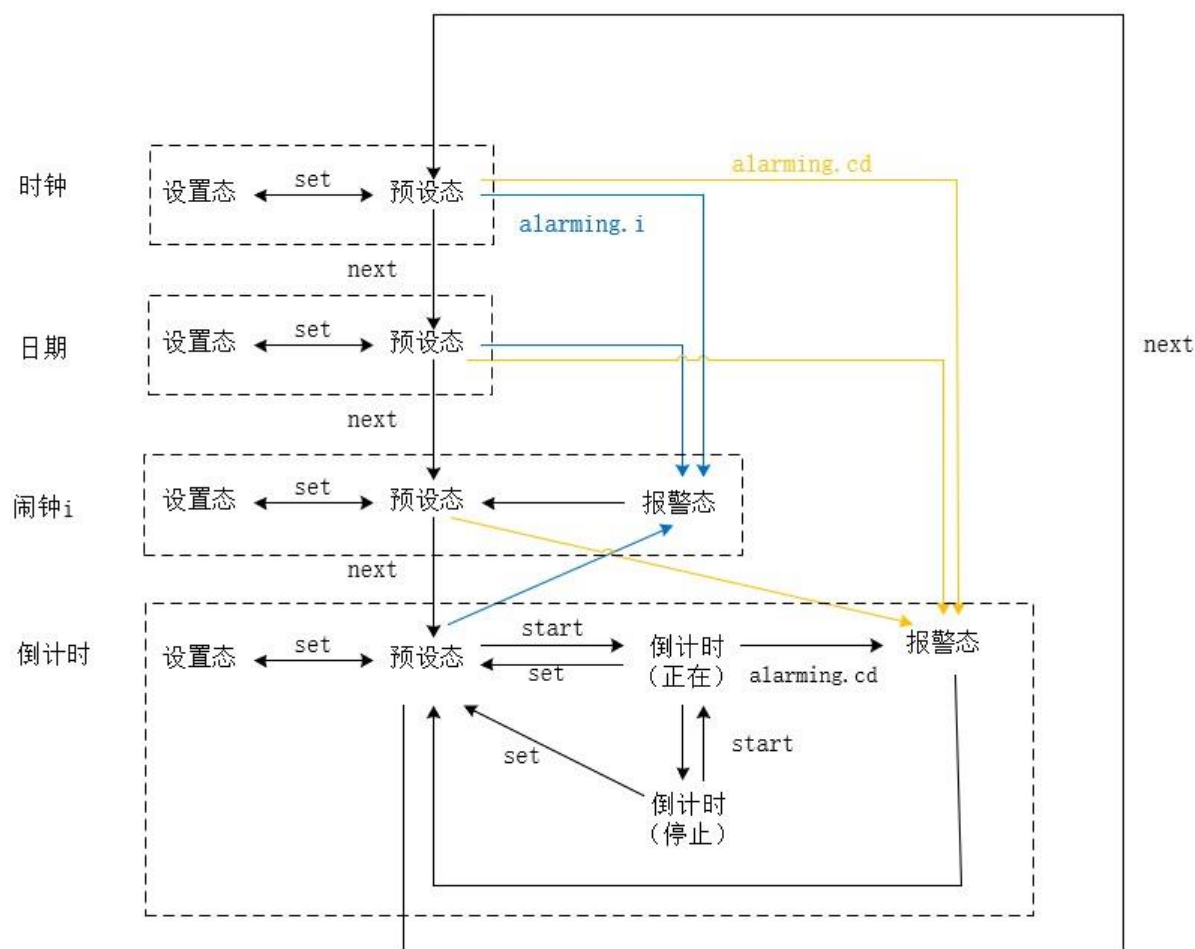 时钟
设置态
set
预设态
alarming.cd
alarming.i
next
日期
设置态
set
预设态
next
next
闹钟i
设置态
set
预设态
报警态
next
倒计时
设置态
set
预设态
start
set
倒计时
(正在)
alarming.cd
报警态
set
start
倒计时
(停止)